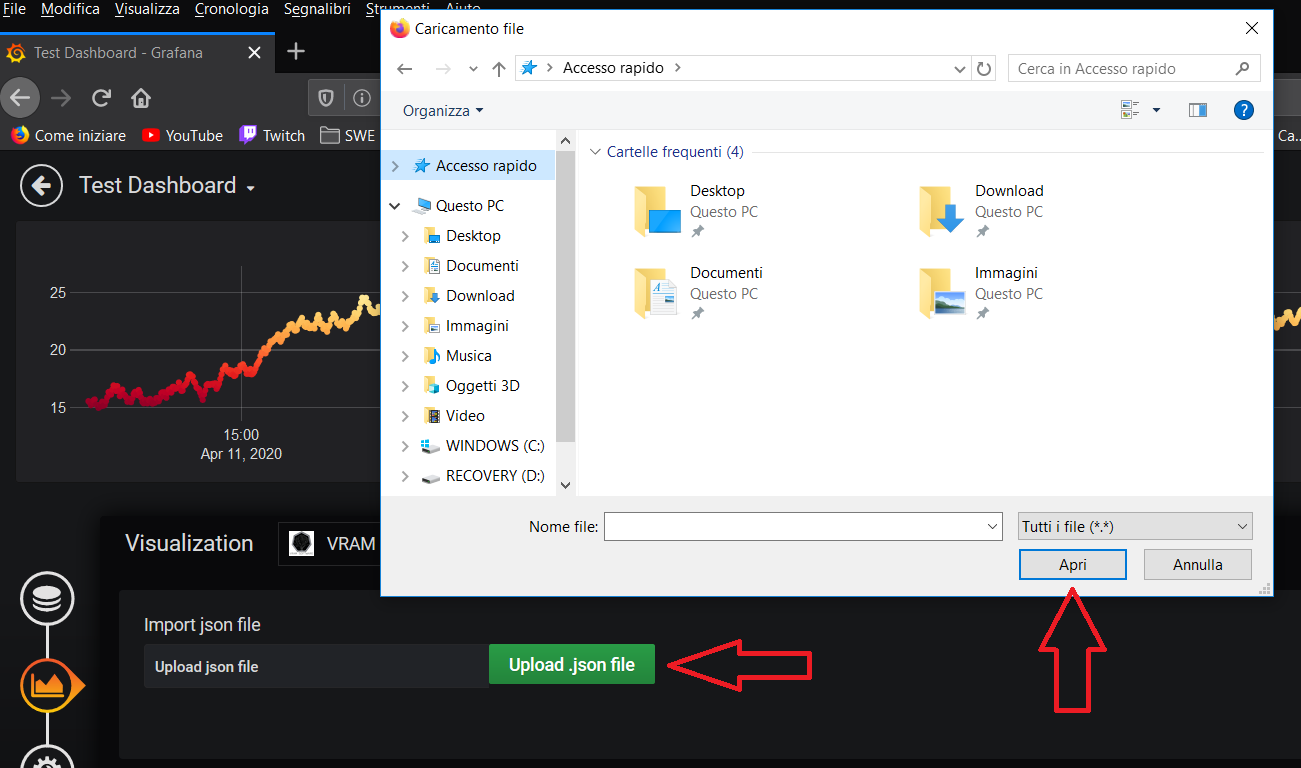 File Modifica Visualizza Cronologia Segnalibri Strumenti Aiuto
Test Dashboard - Grafana
Come iniziare YouTube Twitch SWE
Ca...
Test Dashboard
25
20
15
15:00
Apr 11, 2020
Visualization
VRAM
Import json file
Upload json file
Upload .json file
Caricamento file
Accesso rapido
Cerca in Accesso rapido
Organizza
?
Accesso rapido
Questo PC
Desktop
Documenti
Download
Immagini
Musica
Oggetti 3D
Video
WINDOWS (C:)
RECOVERY (D:)
Cartelle frequenti (4)
Desktop
Questo PC
Download
Questo PC
Documenti
Questo PC
Immagini
Questo PC
Nome file:
Tutti i file (*.*)
Apri
Annulla